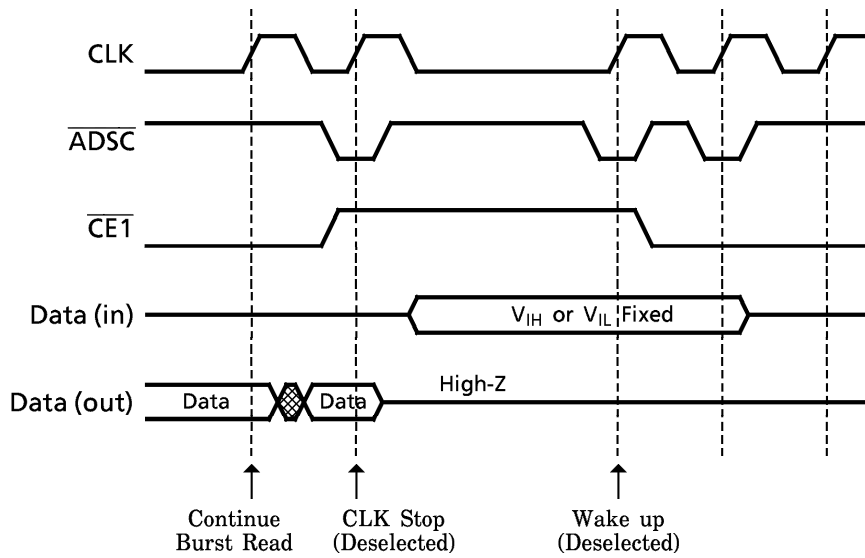 CLK
ADSC
CE1
Data (in)
VIH or VIL Fixed
Data (out)
Data
Data
High-Z
Continue
Burst Read
CLK Stop
(Deselected)
Wake up
(Deselected)